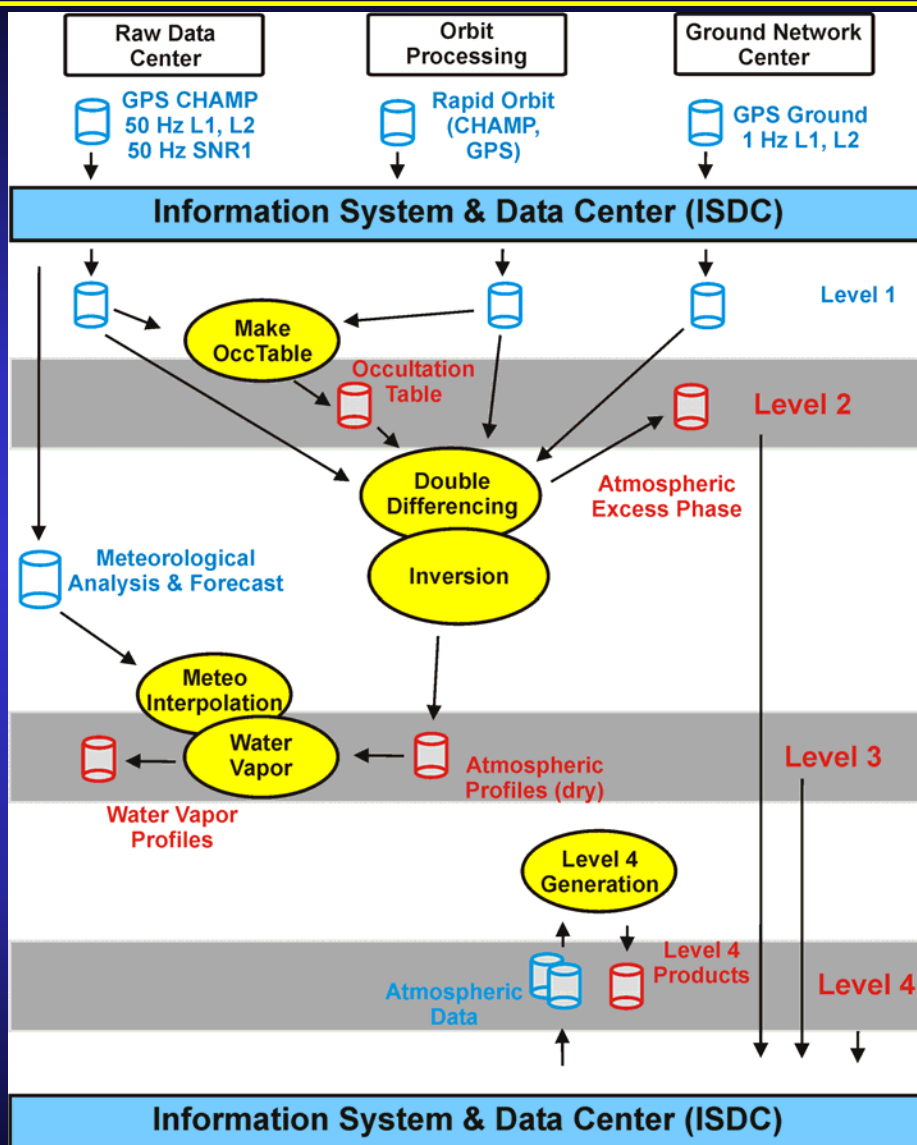 Raw Data
Center
Orbit
Processing
Ground Network
Center
GPS CHAMP
50 Hz L1, L2
50 Hz SNR1
Rapid Orbit
(CHAMP,
GPS)
GPS Ground
1 Hz L1, L2
Information System & Data Center (ISDC)
Level 1
Make
OccTable
Occultation
Table
Level 2
Double
Differencing
Atmospheric
Excess Phase
Inversion
Meteorological
Analysis & Forecast
Meteo
Interpolation
Water
Vapor
Level 3
Atmospheric
Profiles (dry)
Water Vapor
Profiles
Level 4
Generation
Level 4
Products
Atmospheric
Data
Level 4
Information System & Data Center (ISDC)